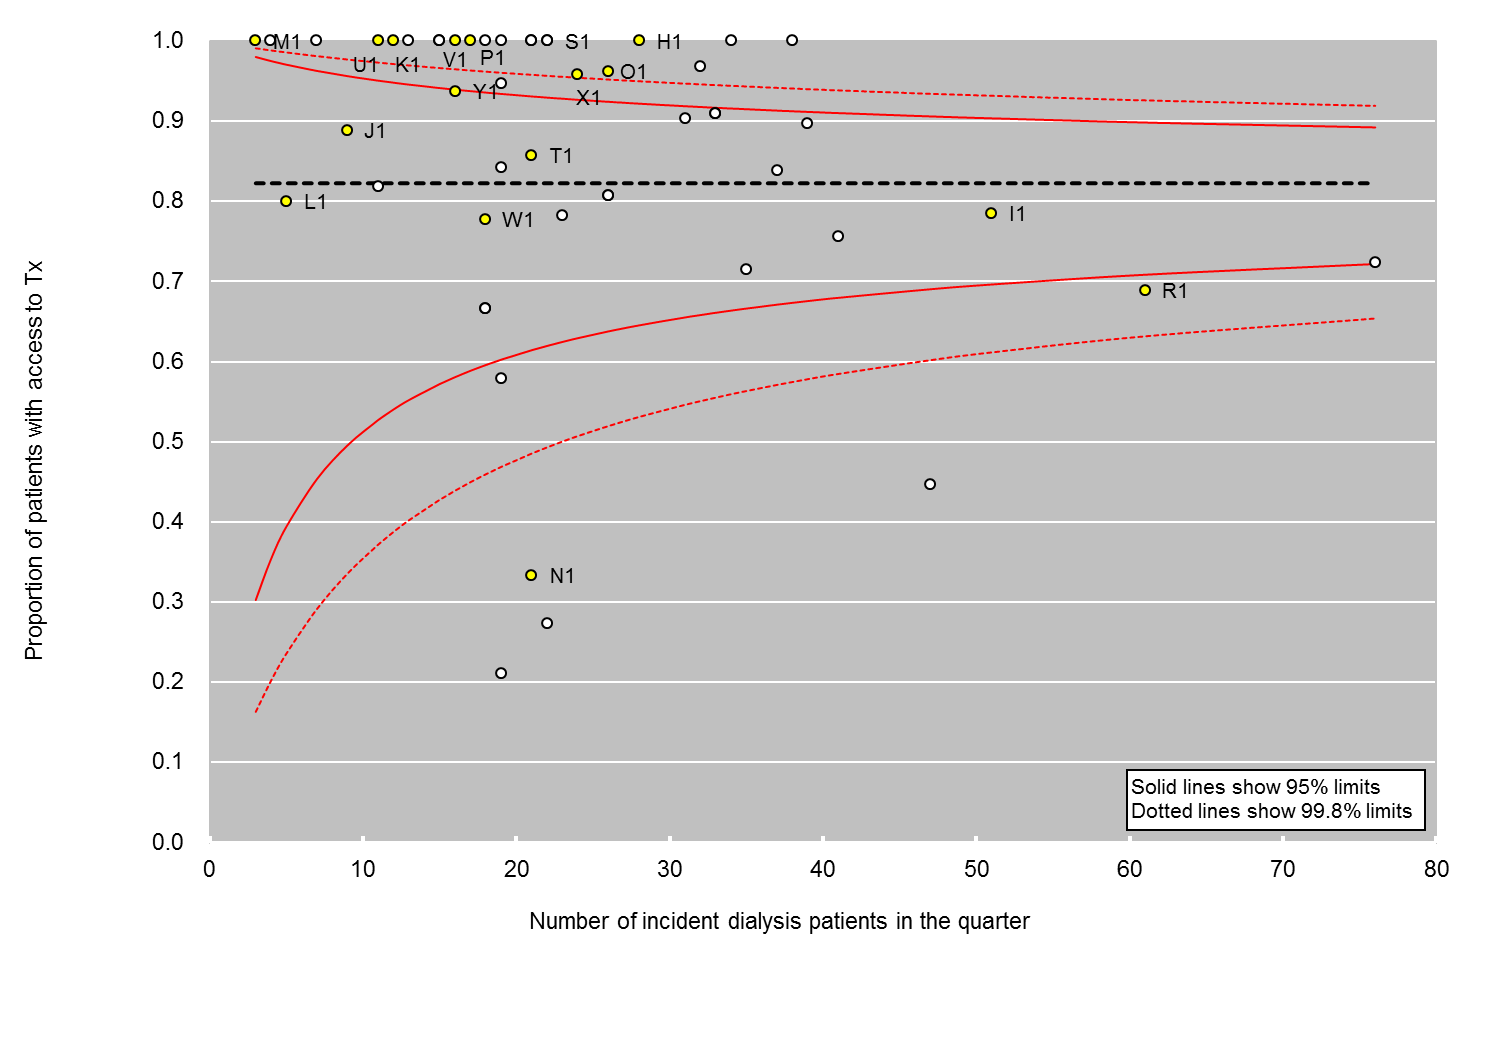 1.0
M1
S1
H1
U1
K1
V1
P1
O1
Y1
X1
0.9
J1
T1
0.8
L1
W1
I1
0.7
R1
0.6
0.5
0.4
N1
0.3
0.2
0.1
0.0
Solid lines show 95% limits
Dotted lines show 99.8% limits
0 10 20 30 40 50 60 70 80
Number of incident dialysis patients in the quarter
Proportion of patients with access to Tx